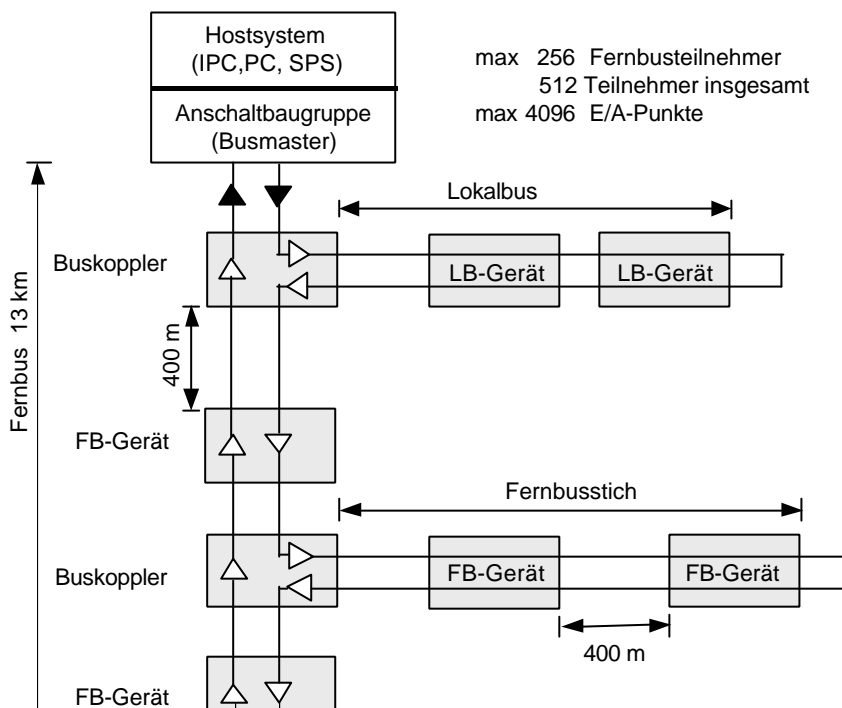 Hostsystem
(IPC,PC, SPS)
Anschaltbaugruppe
(Busmaster)
max 256 Fernbusteilnehmer
512 Teilnehmer insgesamt
max 4096 E/A-Punkte
Lokalbus
Buskoppler
LB-Gerät
LB-Gerät
Fernbus 13 km
400 m
FB-Gerät
Fernbusstich
Buskoppler
FB-Gerät
FB-Gerät
400 m
FB-Gerät